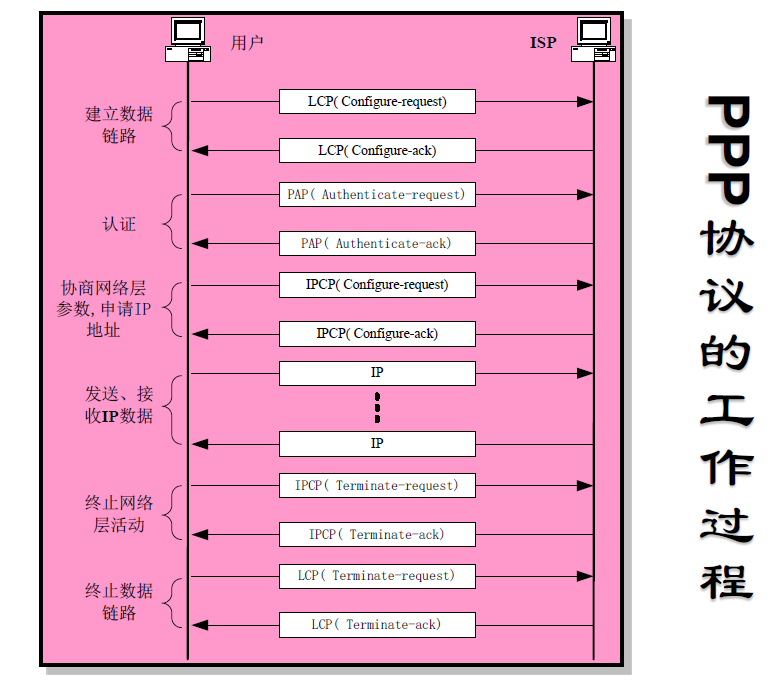 用户
ISP
建立数据
链路
LCP( Configure-request)
LCP( Configure-ack)
认证
PAP( Authenticate-request)
PAP( Authenticate-ack)
协商网络层
参数,申请IP
地址
IPCP( Configure-request)
IPCP( Configure-ack)
发送、接
收IP数据
IP
IP
终止网络
层活动
IPCP( Terminate-request)
IPCP( Terminate-ack)
终止数据
链路
LCP( Terminate-request)
LCP( Terminate-ack)
PPP协议的工作过程